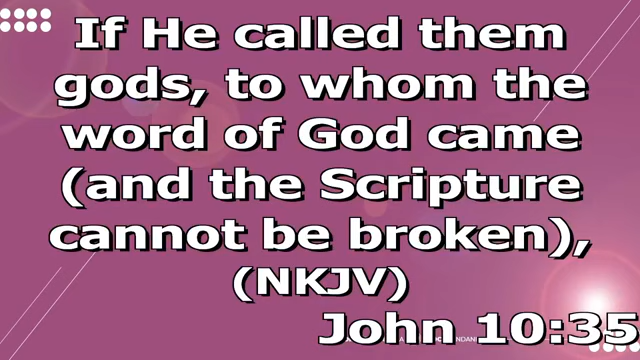 If He called them
gods, to whom the
word of God came
(and the Scripture
cannot be broken),
(NKJV)
John 10:35